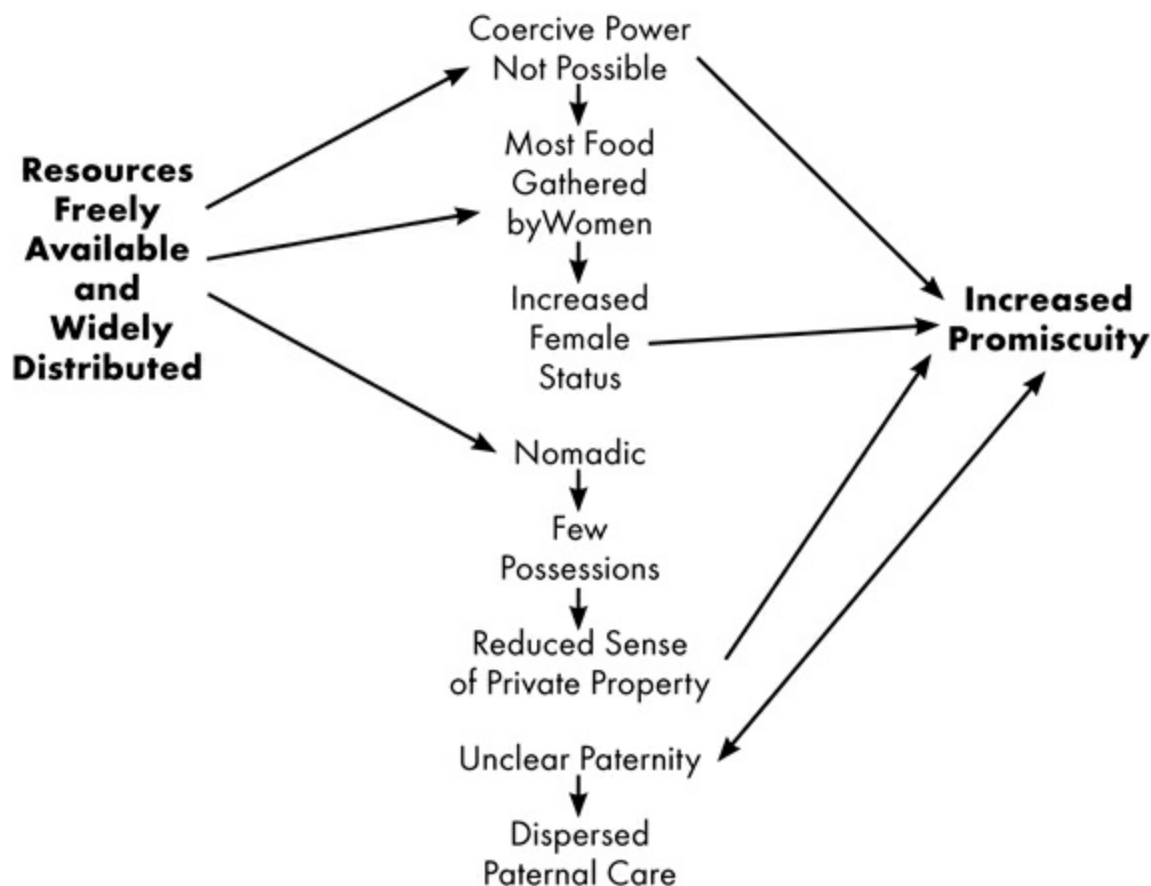 Coercive Power
Not Possible
Most Food
Gathered
byWomen
Increased
Female
Status
Resources
Freely
Available
and
Widely
Distributed
Increased
Promiscuity
Nomadic
Few
Possessions
Reduced Sense
of Private Property
Unclear Paternity
Dispersed
Paternal Care